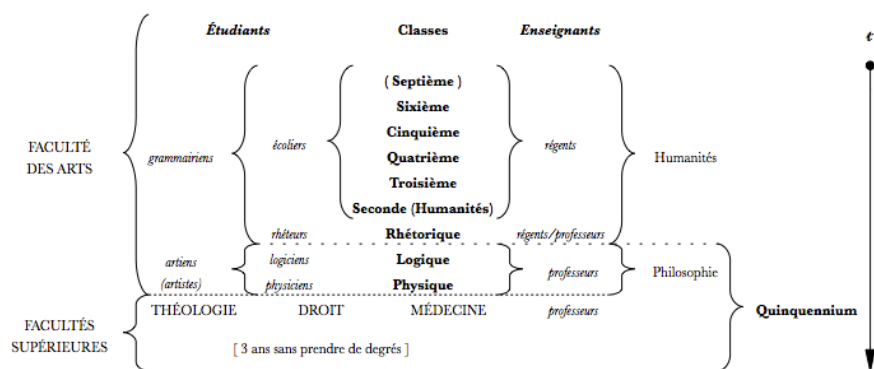 Étudiants Classes Enseignants t
( Septième )
Sixième
Cinquième
FACULTÉ DES ARTS grammairiens écoliers Quatrième régents Humanités
Troisième
Seconde (Humanités)
rhéteurs Rhétorique régents/professeurs
artiens (artistes) logiciens Logique professeurs Philosophie
physiciens Physique
THÉOLOGIE DROIT MÉDECINE professeurs Quinquennium
FACULTÉS SUPÉRIEURES
[ 3 ans sans prendre de degrés ]